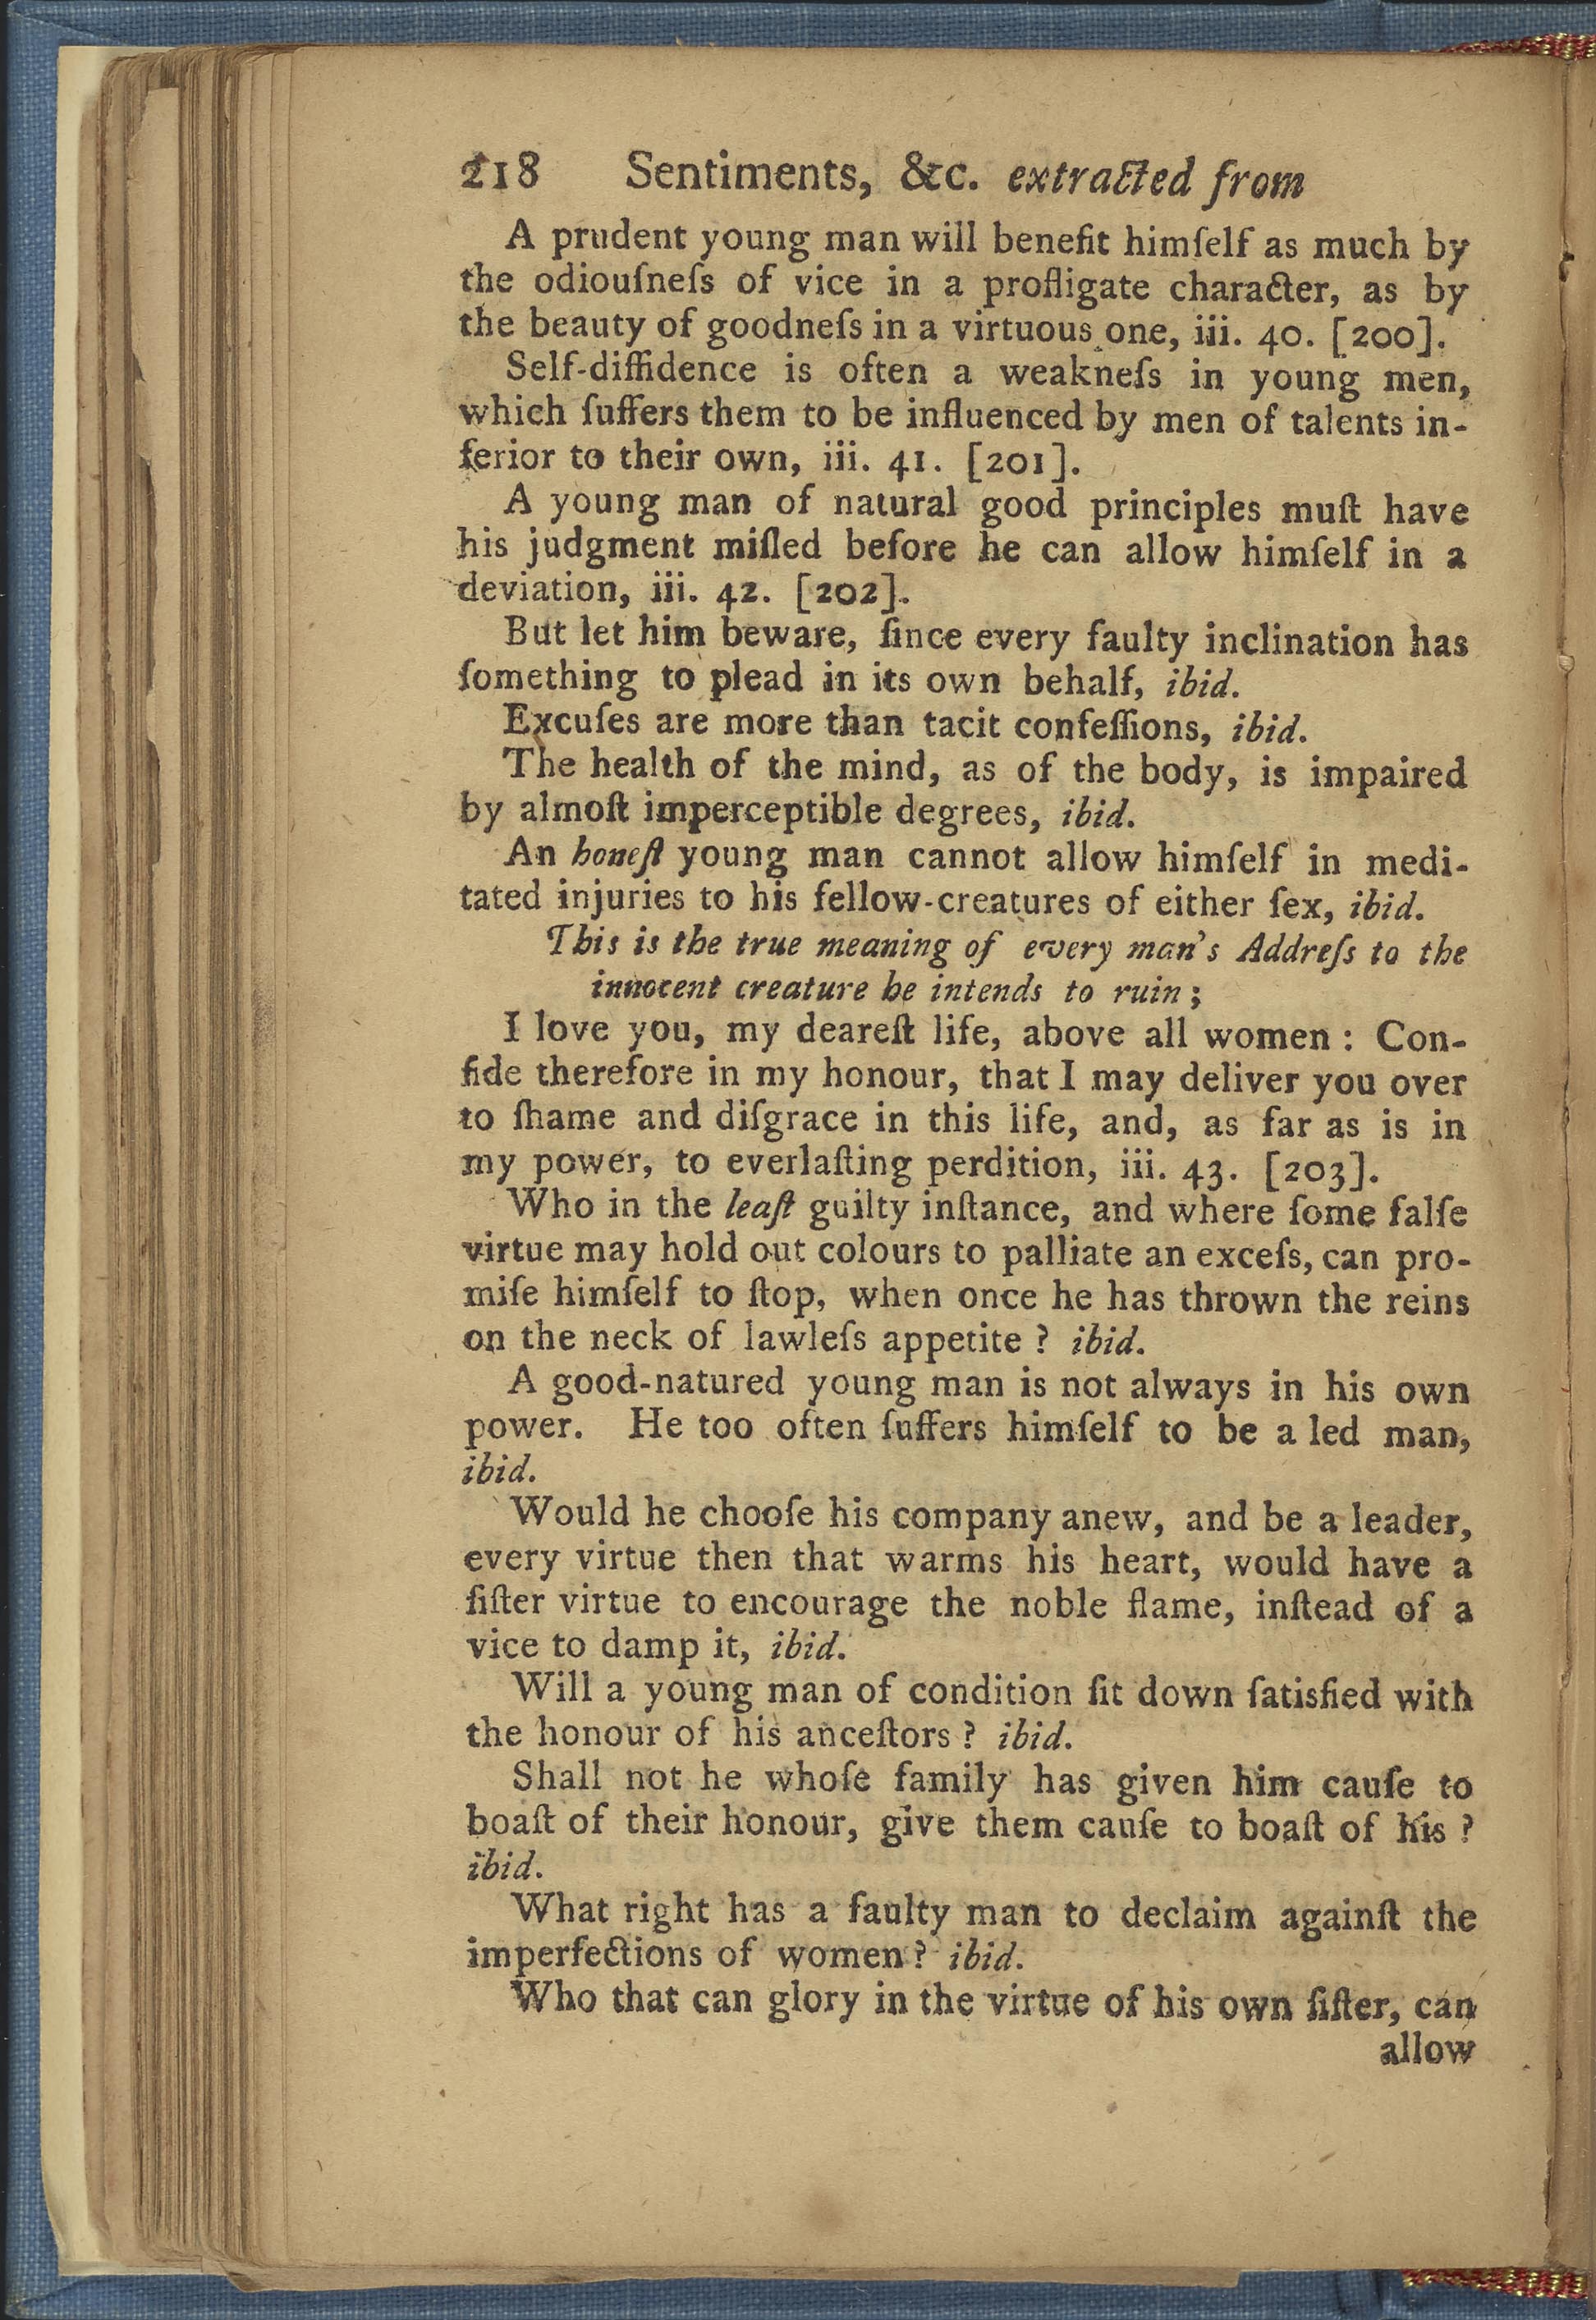 218 Sentiments, &c. extracted from
A prudent young man will benefit himſelf as much by
the odiouſneſs of vice in a profligate character, as by
the beauty of goodneſs in a virtuous one, iii. 40. [200].
Self-diffidence is often a weakneſs in young men,
which ſuffers them to be influenced by men of talents in-
ferior to their own, iii. 41. [201].
A young man of natural good principles muſt have
his judgment miſled before he can allow himſelf in a
deviation, iii. 42. [202].
But let him beware, ſince every faulty inclination has
ſomething to plead in its own behalf, ibid.
Excuſes are more than tacit confeſſions, ibid.
The health of the mind, as of the body, is impaired
by almoſt imperceptible degrees, ibid.
An honeſt young man cannot allow himſelf in medi-
tated injuries to his fellow-creatures of either ſex, ibid.
This is the true meaning of every man's Addreſs to the
innocent creature he intends to ruin;
I love you, my deareſt life, above all women: Con-
fide therefore in my honour, that I may deliver you over
to ſhame and diſgrace in this life, and, as far as is in
my power, to everlaſting perdition, iii. 43. [203].
Who in the leaſt guilty inſtance, and where ſome falſe
virtue may hold out colours to palliate an exceſs, can pro-
miſe himſelf to ſtop, when once he has thrown the reins
on the neck of lawleſs appetite? ibid.
A good-natured young man is not always in his own
power. He too often ſuffers himſelf to be a led man,
ibid.
Would he chooſe his company anew, and be a leader,
every virtue then that warms his heart, would have a
ſiſter virtue to encourage the noble flame, inſtead of a
vice to damp it, ibid.
Will a young man of condition ſit down ſatisfied with
the honour of his anceſtors? ibid.
Shall not he whoſe family has given him cauſe to
boaſt of their honour, give them cauſe to boaſt of his?
ibid.
What right has a faulty man to declaim againſt the
imperfections of women? ibid.
Who that can glory in the virtue of his own ſiſter, can
allow